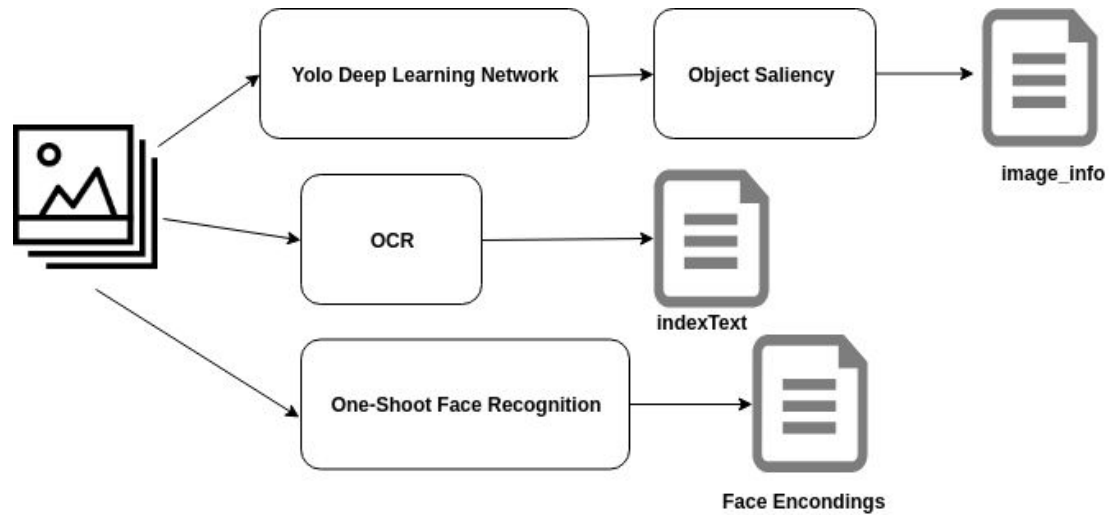 Yolo Deep Learning Network
Object Saliency
image_info
OCR
indexText
One-Shoot Face Recognition
Face Encondings